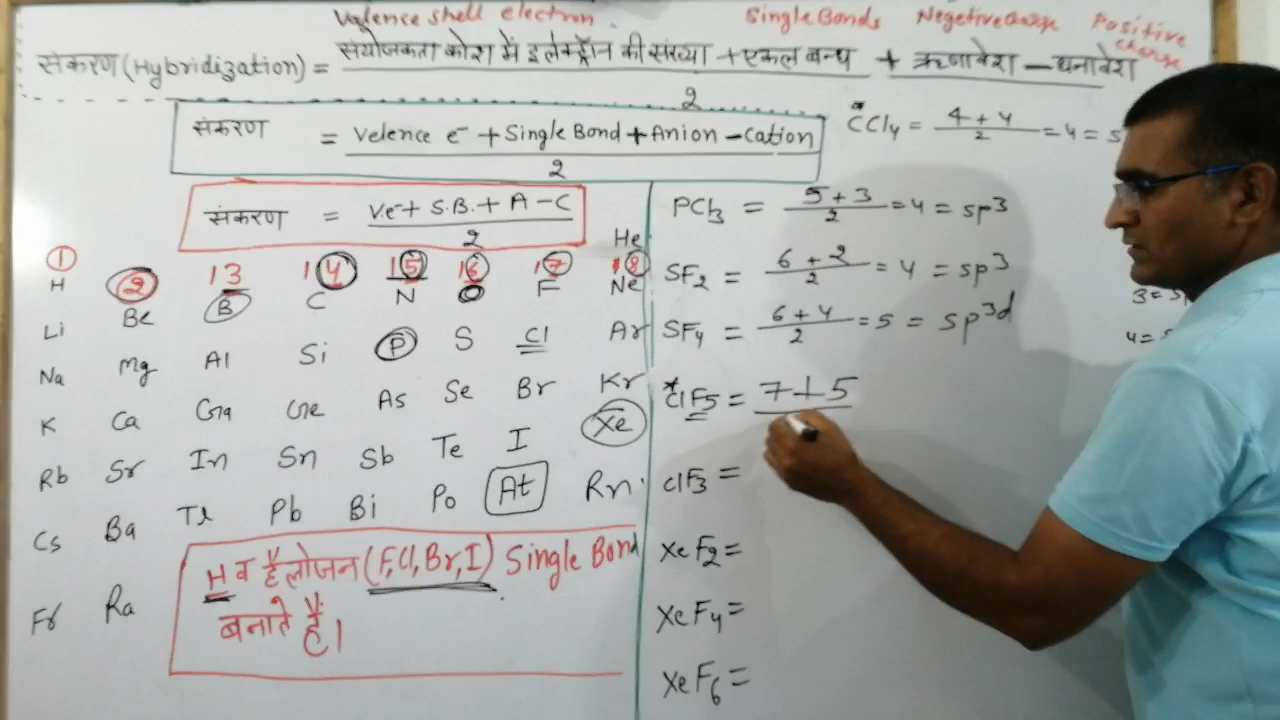 Valence shell electron. Single Bonds Negetive charge Positive charge
संकरण (Hybridization) = संयोजकता कोश में इलेक्ट्रॉन की संख्या + एकल बन्ध + ऋणावेश - धनावेश
2
संकरण = Velence e⁻ + Single Bond + Anion - Cation
2
संकरण = V.e⁻ + S.B. + A - C
2
CCl₄ = 4 + 4 / 2 = 4 = s
PCl₃ = 5 + 3 / 2 = 4 = sp³
SF₂ = 6 + 2 / 2 = 4 = sp³
SF₄ = 6 + 4 / 2 = 5 = sp³d
*ClF₅ = 7 + 5
ClF₃ =
XeF₂ =
XeF₄ =
XeF₆ =
3 = sp
4 = s
He
1 2 13 14 15 16 17 18
H Be B C N O F Ne
Li Mg Al Si P S Cl Ar
Na Ca Ga Ge As Se Br Kr
K Sr In Sn Sb Te I Xe
Rb Ba Tl Pb Bi Po At Rn
Cs Ra
Fr
H व हैलोजन (F, Cl, Br, I) Single Bond
बनाते हैं।